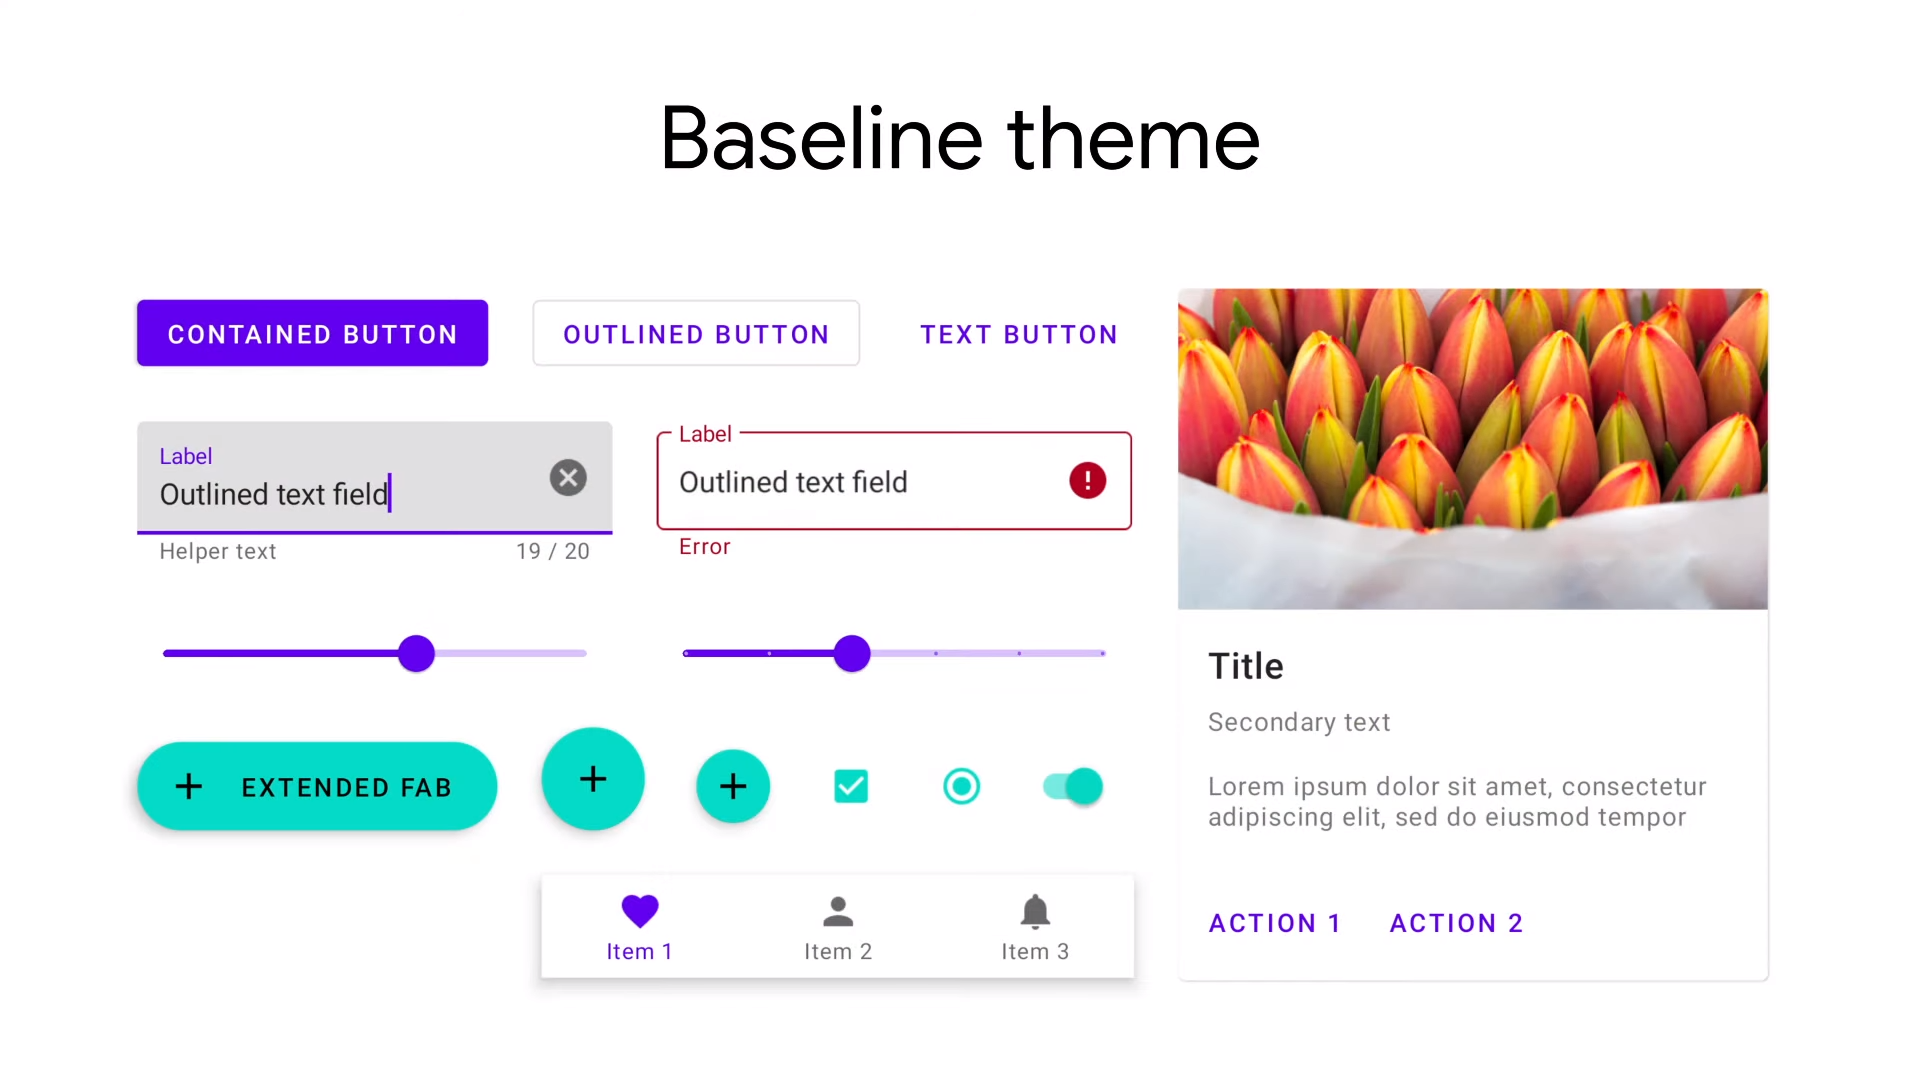 Baseline theme
CONTAINED BUTTON
OUTLINED BUTTON
TEXT BUTTON
Label
Outlined text field
Helper text
19 / 20
Label
Outlined text field
Error
EXTENDED FAB
Item 1
Item 2
Item 3
Title
Secondary text
Lorem ipsum dolor sit amet, consectetur
adipiscing elit, sed do eiusmod tempor
ACTION 1
ACTION 2